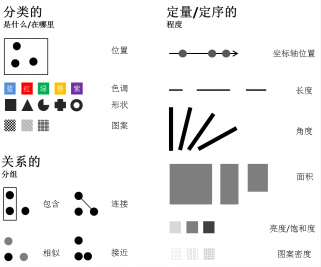 分类的
是什么/在哪里
位置
蓝 红 绿 橙 紫
色调
形状
图案
关系的
分组
包含
连接
相似
接近
定量/定序的
程度
坐标轴位置
长度
角度
面积
亮度/饱和度
图案密度